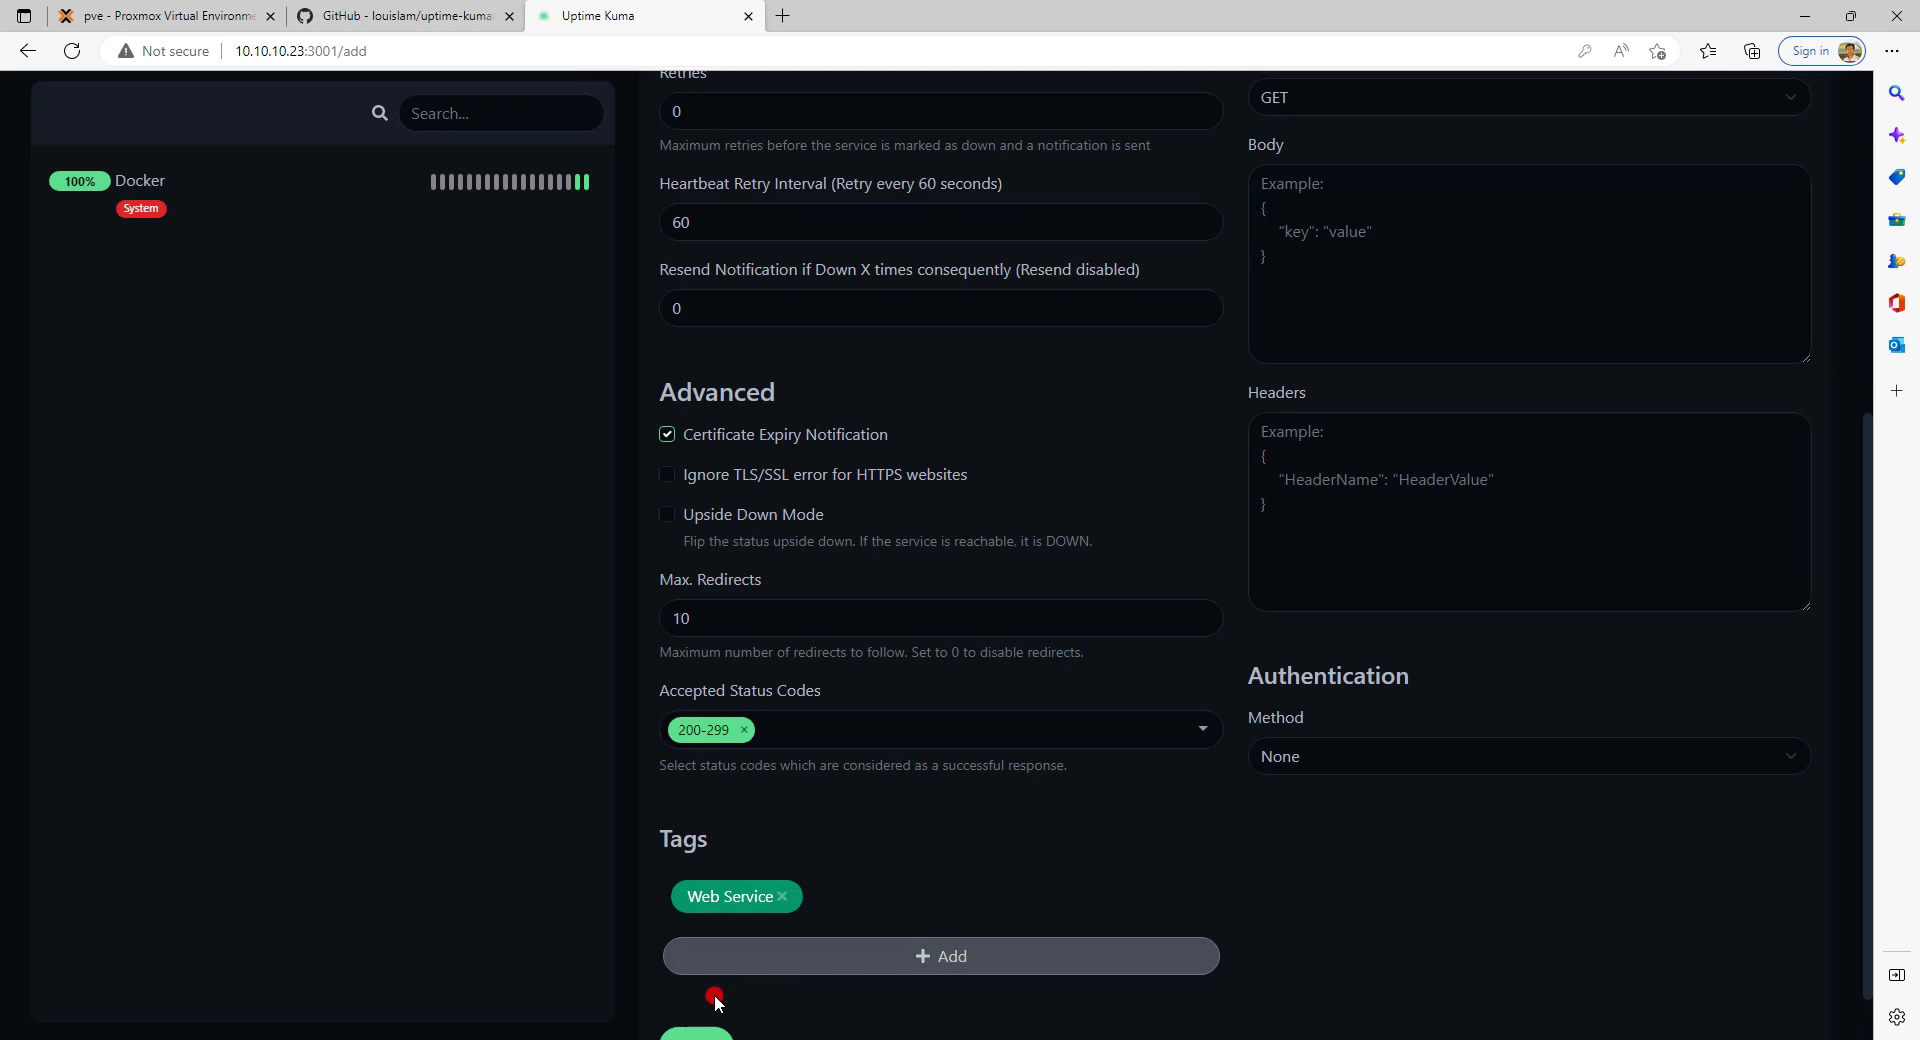 pve - Proxmox Virtual Environme
GitHub - louislam/uptime-kuma:
Uptime Kuma
Not secure
10.10.10.23:3001/add
Sign in
Search...
100%
Docker
System
Retries
0
Maximum retries before the service is marked as down and a notification is sent
Heartbeat Retry Interval (Retry every 60 seconds)
60
Resend Notification if Down X times consequently (Resend disabled)
0
Advanced
Certificate Expiry Notification
Ignore TLS/SSL error for HTTPS websites
Upside Down Mode
Flip the status upside down. If the service is reachable, it is DOWN.
Max. Redirects
10
Maximum number of redirects to follow. Set to 0 to disable redirects.
Accepted Status Codes
200-299 ×
Select status codes which are considered as a successful response.
Tags
Web Service ×
+ Add
GET
Body
Example:
{
"key": "value"
}
Headers
Example:
{
"HeaderName": "HeaderValue"
}
Authentication
Method
None